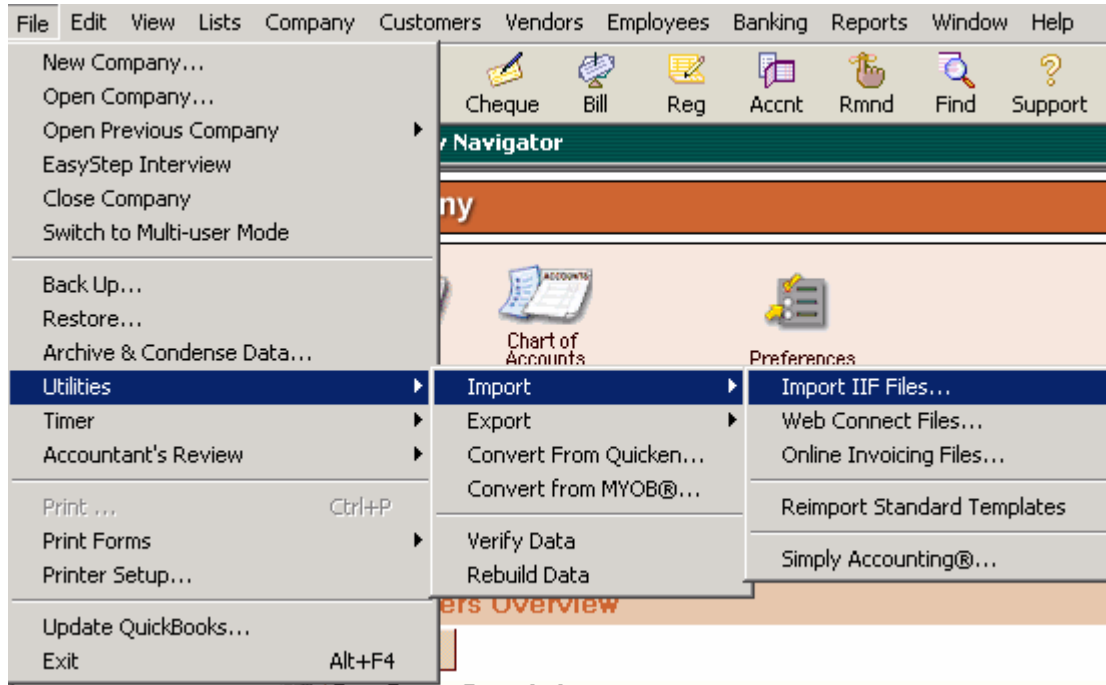 File Edit View Lists Company Customers Vendors Employees Banking Reports Window Help
New Company...
Open Company...
Open Previous Company
EasyStep Interview
Close Company
Switch to Multi-user Mode
Back Up...
Restore...
Archive & Condense Data...
Utilities
Timer
Accountant's Review
Print ... Ctrl+P
Print Forms
Printer Setup...
Update QuickBooks...
Exit Alt+F4
Cheque Bill Reg Accnt Rmnd Find Support
Navigator
ny
ACCOUNTS
Chart of
Accounts
Preferences
Import
Export
Convert From Quicken...
Convert from MYOB®...
Verify Data
Rebuild Data
Import IIF Files...
Web Connect Files...
Online Invoicing Files...
Reimport Standard Templates
Simply Accounting®...
ers Overview